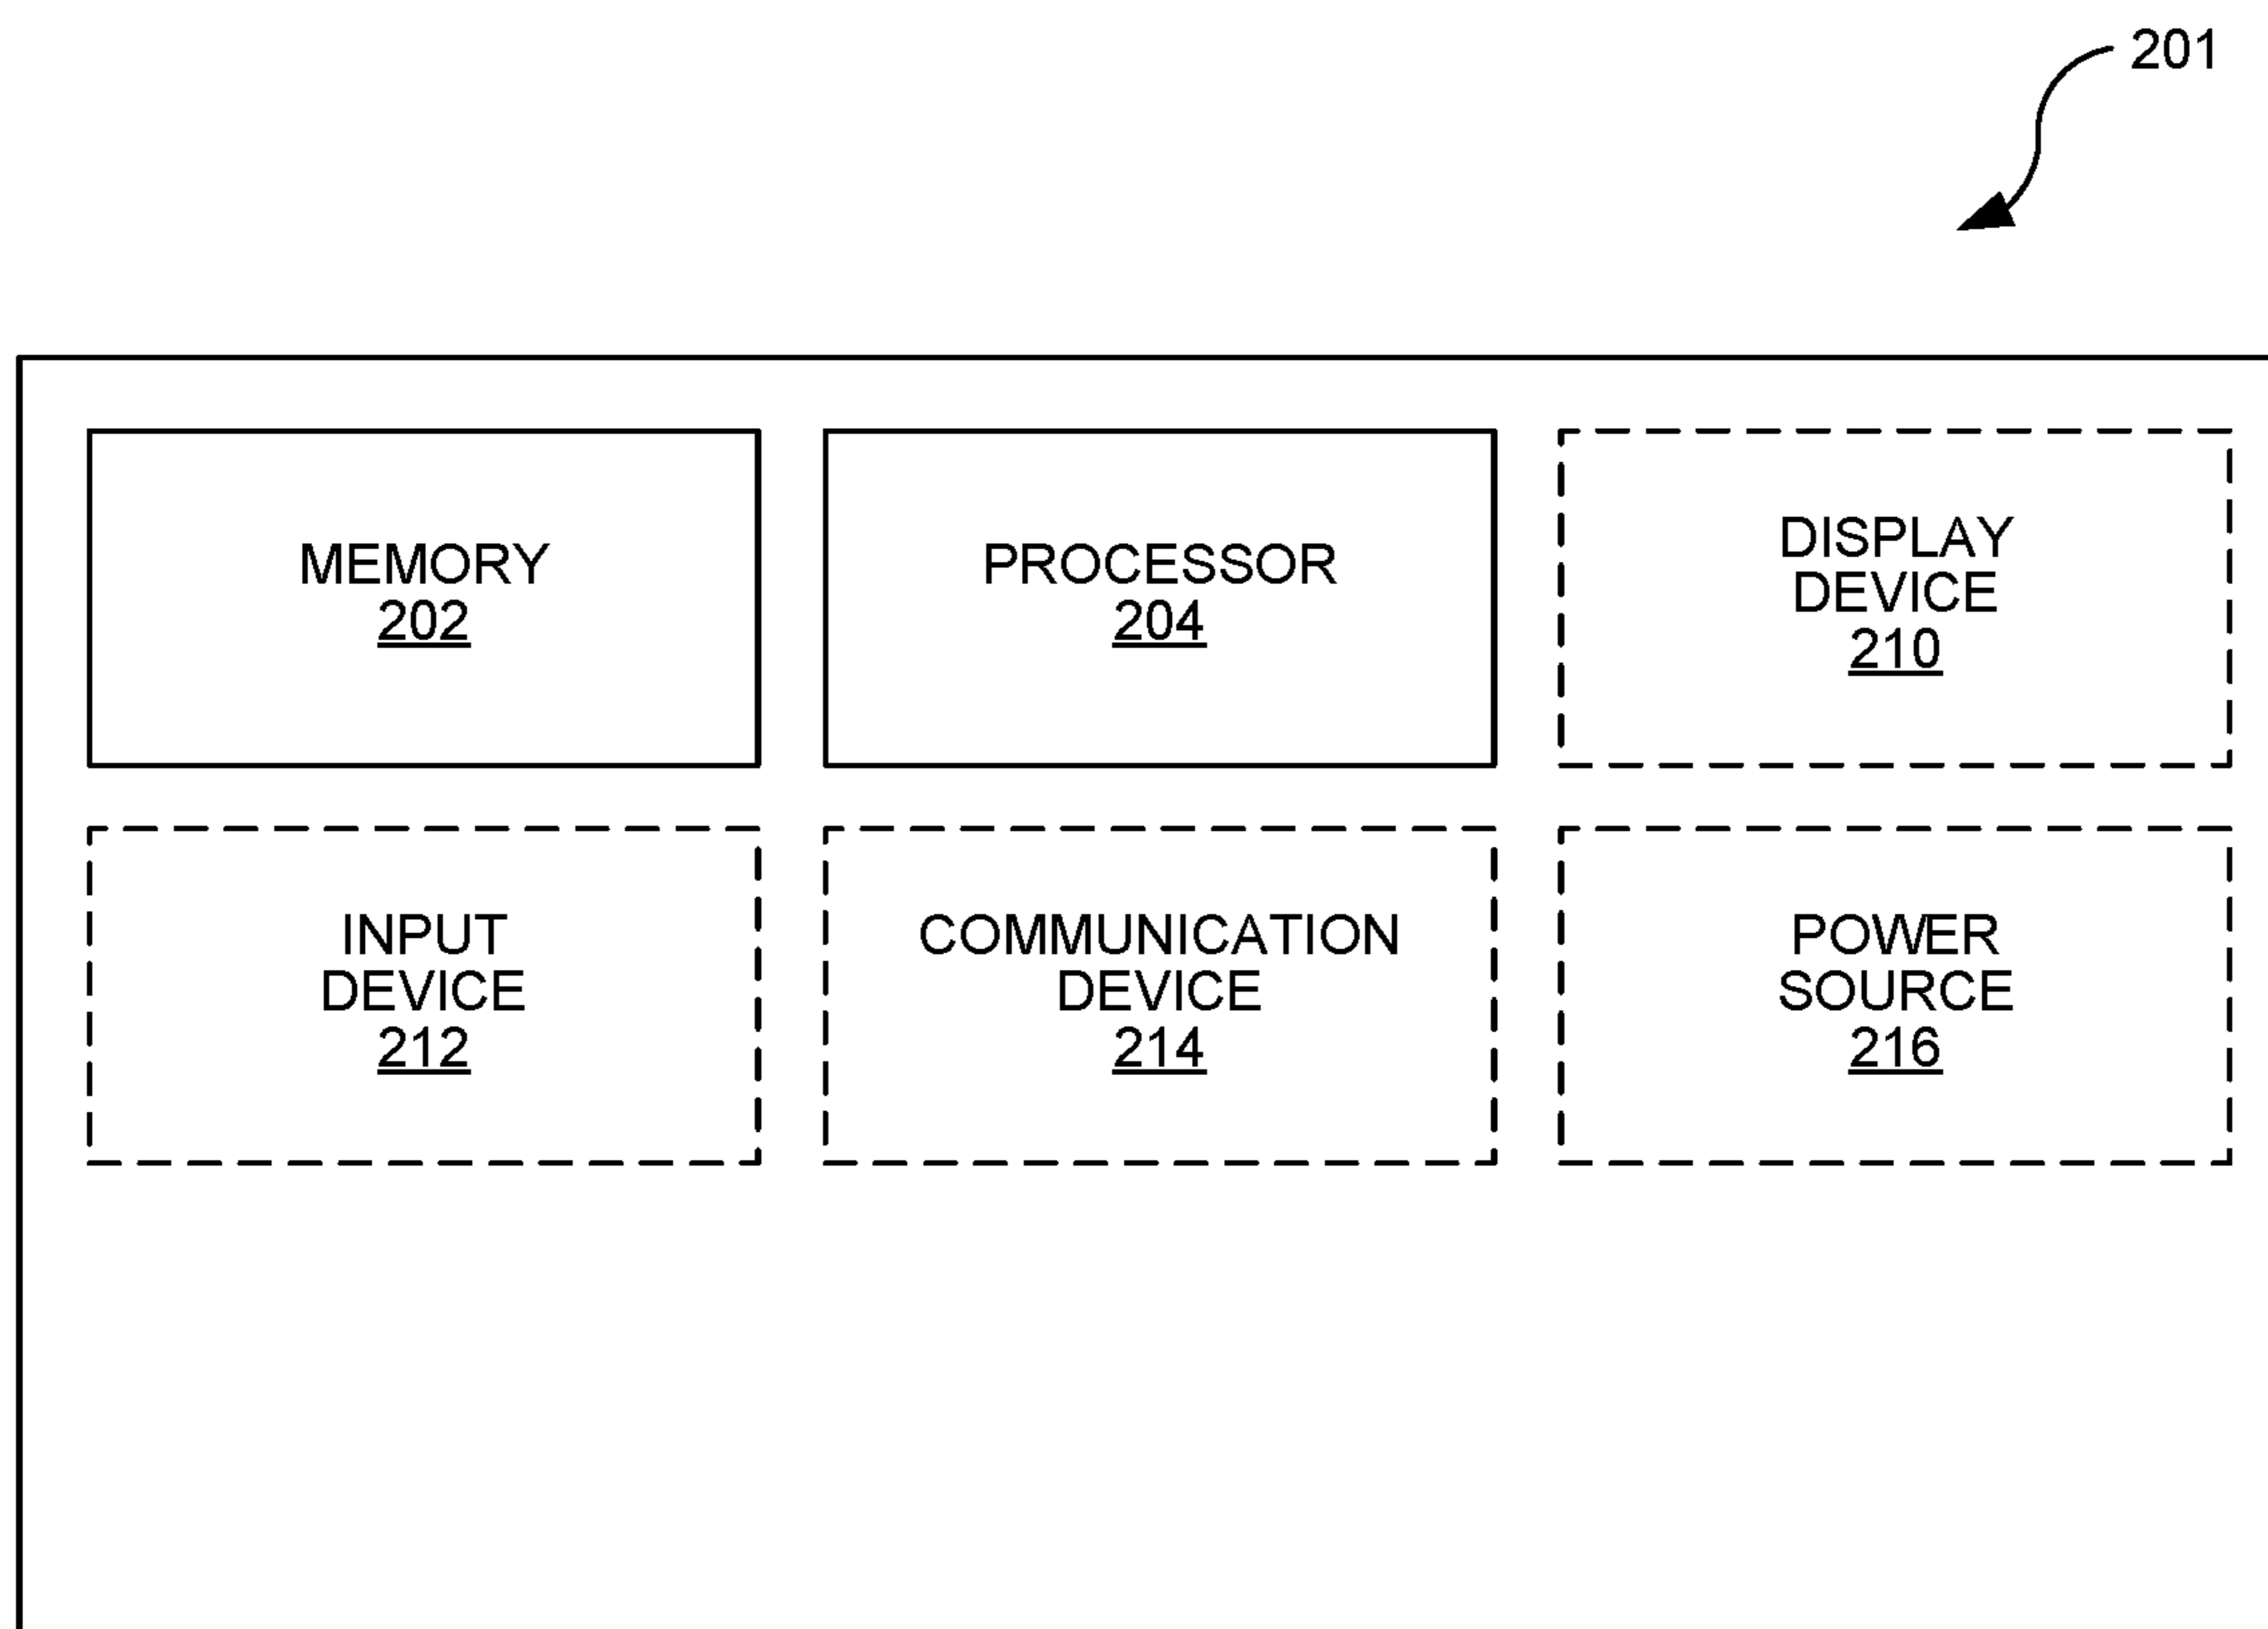 201
MEMORY
202
PROCESSOR
204
DISPLAY
DEVICE
210
INPUT
DEVICE
212
COMMUNICATION
DEVICE
214
POWER
SOURCE
216